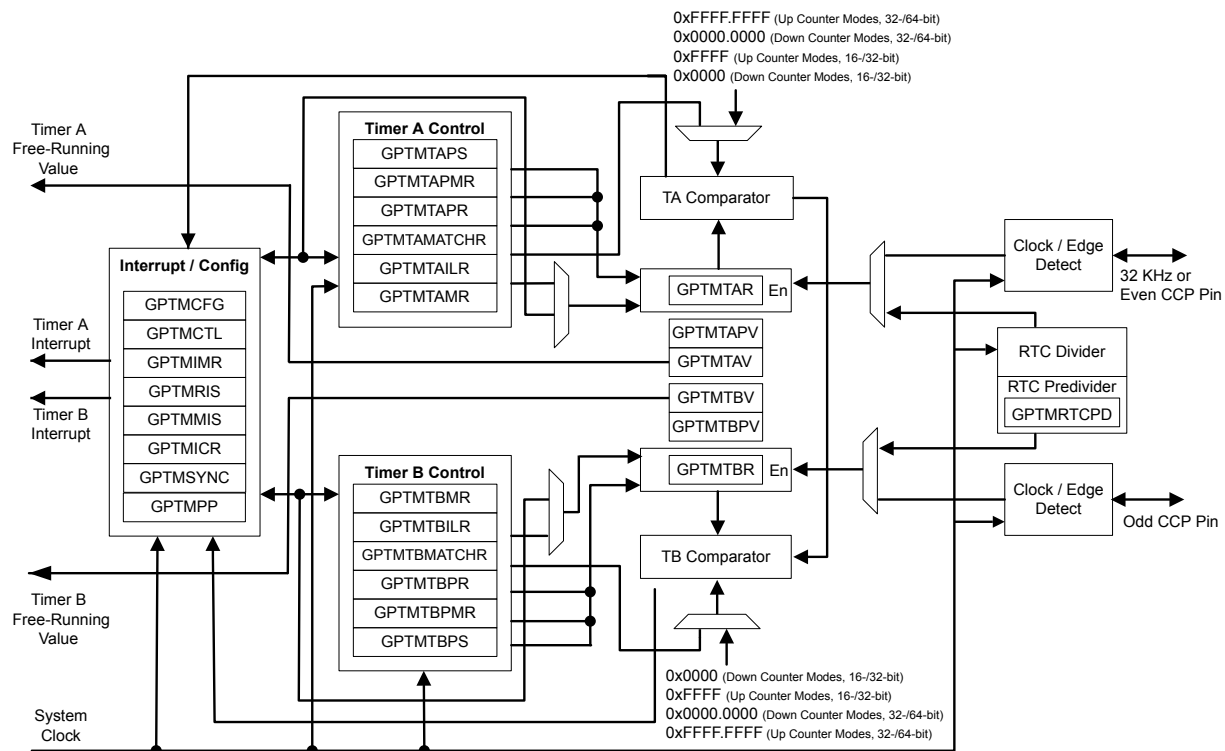 0xFFFF.FFFF (Up Counter Modes, 32-/64-bit)
0x0000.0000 (Down Counter Modes, 32-/64-bit)
0xFFFF (Up Counter Modes, 16-/32-bit)
0x0000 (Down Counter Modes, 16-/32-bit)
Timer A
Free-Running
Value
Timer A Control
GPTMTAPS
GPTMTAPMR
GPTMTAPR
GPTMTAMATCHR
GPTMTAILR
GPTMTAMR
TA Comparator
Interrupt / Config
GPTMCFG
GPTMCTL
GPTMIMR
GPTMRIS
GPTMMIS
GPTMICR
GPTMSYNC
GPTMPP
Timer A
Interrupt
Timer B
Interrupt
GPTMTAR
En
GPTMTAPV
GPTMTAV
GPTMTBV
GPTMTBPV
GPTMTBR
En
Clock / Edge
Detect
32 KHz or
Even CCP Pin
RTC Divider
RTC Predivider
GPTMRTCPD
Clock / Edge
Detect
Odd CCP Pin
Timer B Control
GPTMTBMR
GPTMTBILR
GPTMTBMATCHR
GPTMTBPR
GPTMTBPMR
GPTMTBPS
TB Comparator
Timer B
Free-Running
Value
0x0000 (Down Counter Modes, 16-/32-bit)
0xFFFF (Up Counter Modes, 16-/32-bit)
0x0000.0000 (Down Counter Modes, 32-/64-bit)
0xFFFF.FFFF (Up Counter Modes, 32-/64-bit)
System
Clock